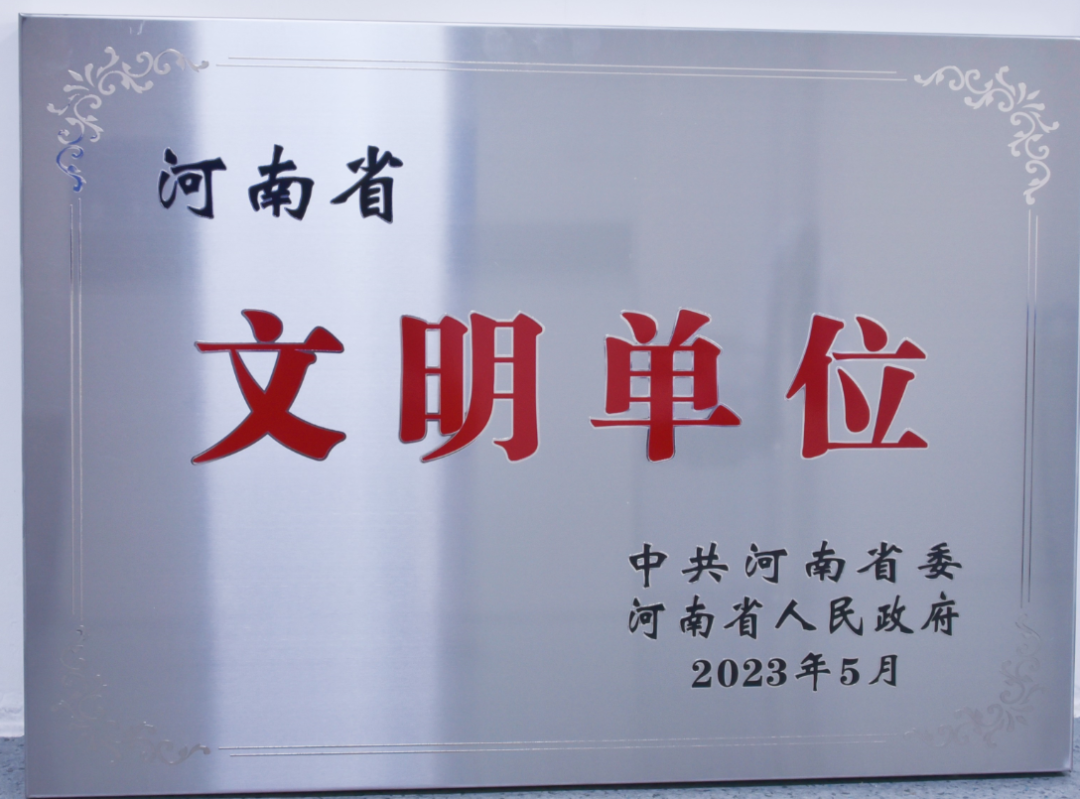 河南省
文明单位
中共河南省委
河南省人民政府
2023年5月